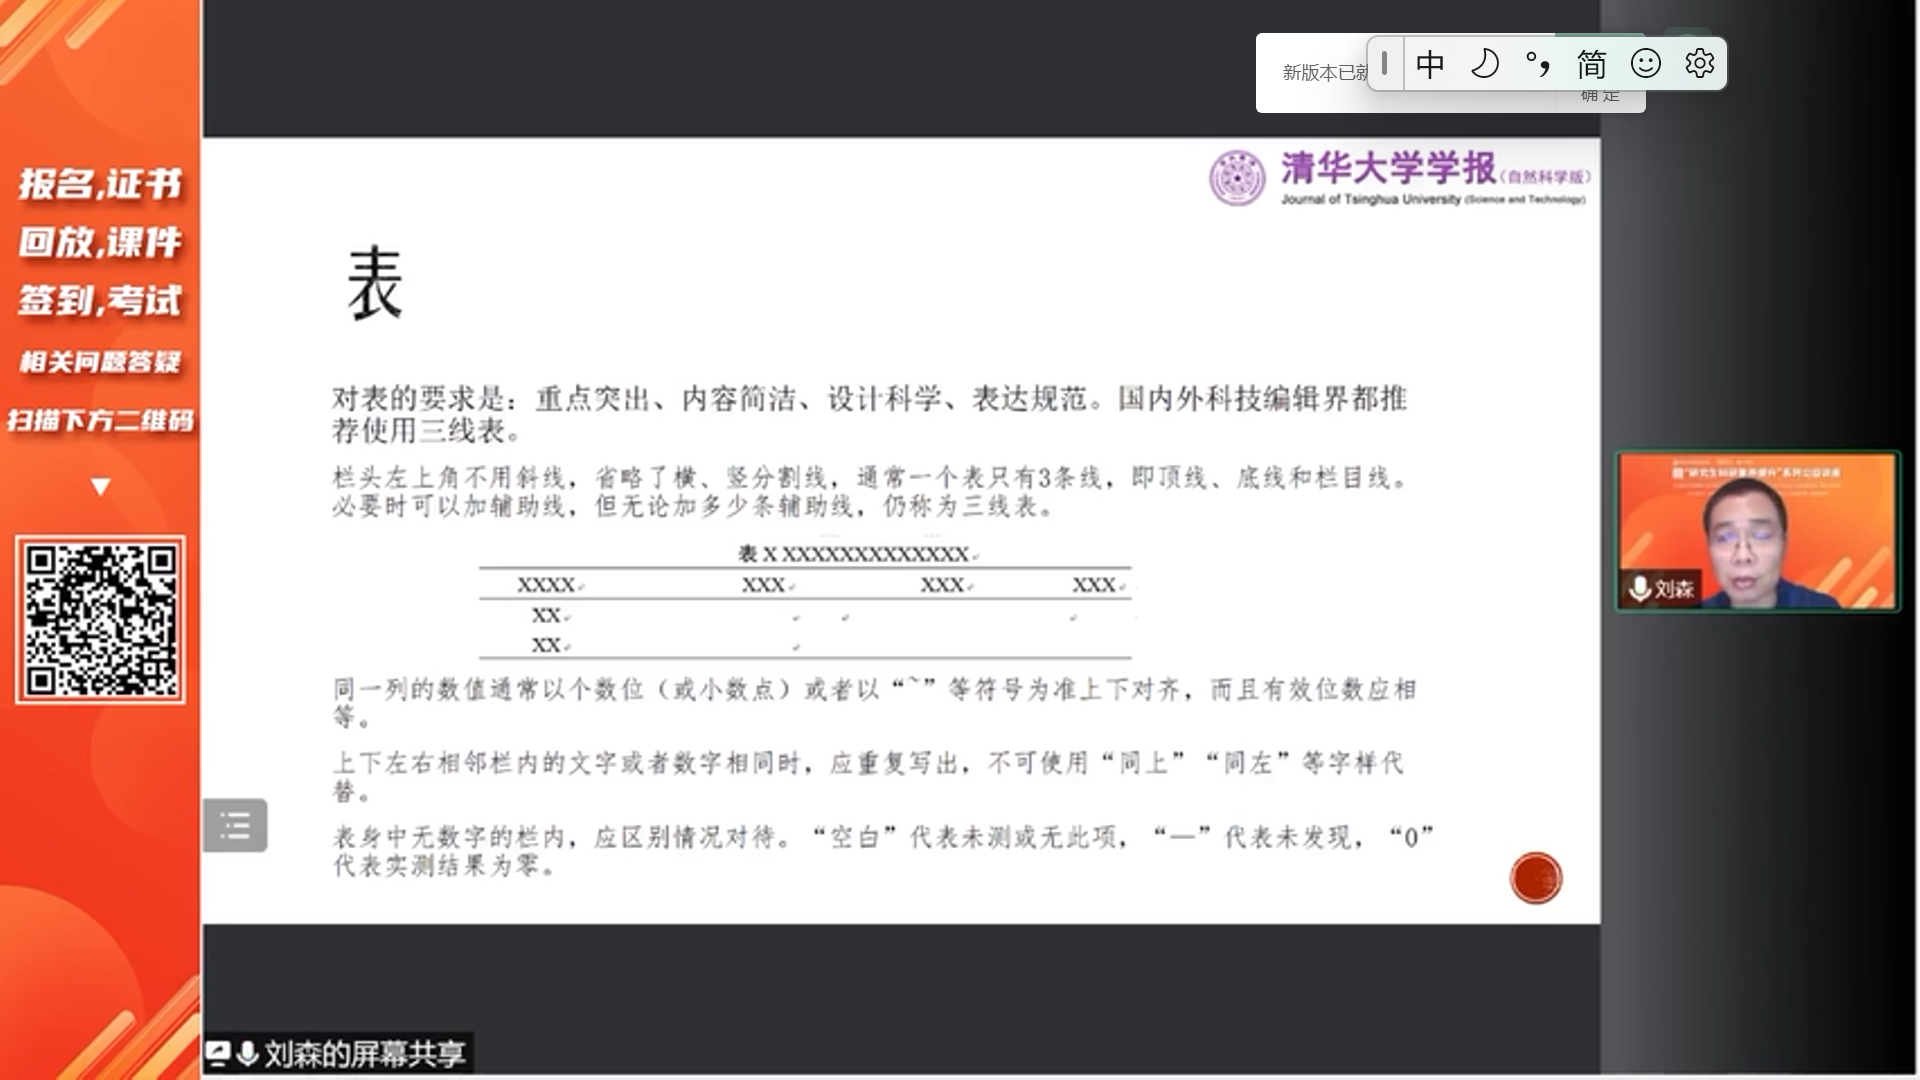 报名,证书
回放,课件
签到,考试
相关问题答疑
扫描下方二维码
新版本已就
确定
中
简
清华大学学报(自然科学版)
Journal of Tsinghua University (Science and Technology)
表
对表的要求是：重点突出、内容简洁、设计科学、表达规范。国内外科技编辑界都推
荐使用三线表。
栏头左上角不用斜线，省略了横、竖分割线，通常一个表只有3条线，即顶线、底线和栏目线。
必要时可以加辅助线，但无论加多少条辅助线，仍称为三线表。
表 X XXXXXXXXXXXXX
XXXX XXX XXX XXX
XX
XX
同一列的数值通常以个数位（或小数点）或者以“~”等符号为准上下对齐，而且有效位数应相
等。
上下左右相邻栏内的文字或者数字相同时，应重复写出，不可使用“同上”“同左”等字样代
替。
表身中无数字的栏内，应区别情况对待。“空白”代表未测或无此项，“—”代表未发现，“0”
代表实测结果为零。
刘森
刘森的屏幕共享